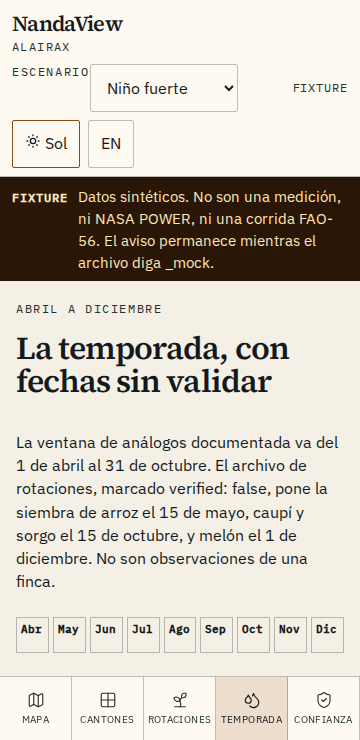 NandaView
ALAIRAX
ESCENARIO
Niño fuerte
FIXTURE
Sol
EN
FIXTURE
Datos sintéticos. No son una medición,
ni NASA POWER, ni una corrida FAO-
56. El aviso permanece mientras el
archivo diga _mock.
ABRIL A DICIEMBRE
La temporada, con
fechas sin validar
La ventana de análogos documentada va del
1 de abril al 31 de octubre. El archivo de
rotaciones, marcado verified: false, pone la
siembra de arroz el 15 de mayo, caupí y
sorgo el 15 de octubre, y melón el 1 de
diciembre. No son observaciones de una
finca.
Abr May Jun Jul Ago Sep Oct Nov Dic
MAPA CANTONES ROTACIONES TEMPORADA CONFIANZA